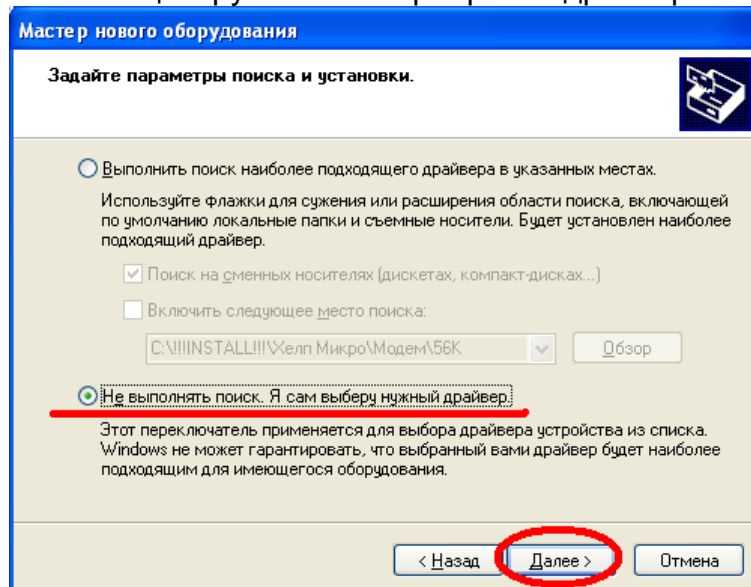 Мастер нового оборудования
Задайте параметры поиска и установки.
Выполнить поиск наиболее подходящего драйвера в указанных местах.
Используйте флажки для сужения или расширения области поиска, включающей
по умолчанию локальные папки и съемные носители. Будет установлен наиболее
подходящий драйвер.
Поиск на сменных носителях (дискетах, компакт-дисках...)
Включить следующее место поиска:
C:\!!!!INSTALL!!!\Хелп Микро\Модем\56K
Обзор
Не выполнять поиск. Я сам выберу нужный драйвер.
Этот переключатель применяется для выбора драйвера устройства из списка.
Windows не может гарантировать, что выбранный вами драйвер будет наиболее
подходящим для имеющегося оборудования.
< Назад Далее > Отмена